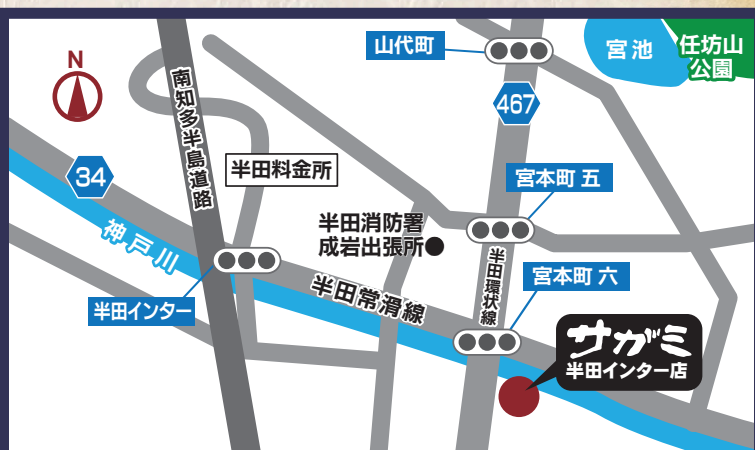 山代町
宮池
任坊山
公園
N
467
南知多半島道路
34
半田料金所
宮本町 五
半田消防署
成岩出張所
神戸川
半田環状線
宮本町 六
半田インター
半田常滑線
サガミ
半田インター店